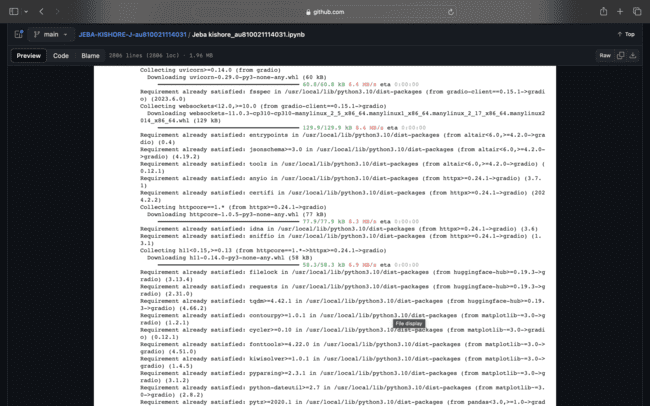 github.com
main
JEBA-KISHORE-J-au810021114031 / Jeba kishore_au810021114031.ipynb
Top
Preview Code Blame 2886 lines (2886 loc) · 1.96 MB
Raw
Collecting uvicorn>=0.14.0 (from gradio)
Downloading uvicorn-0.29.0-py3-none-any.whl (60 kB)
60.8/60.8 kB 8.4 MB/s eta 0:00:00
Requirement already satisfied: fsspec in /usr/local/lib/python3.10/dist-packages (from gradio-client==0.15.1->gradio) (2023.6.0)
Collecting websockets<12.0,>=10.0 (from gradio-client==0.15.1->gradio)
Downloading websockets-11.0.3-cp310-cp310-manylinux_2_5_x86_64.manylinux1_x86_64.manylinux_2_17_x86_64.manylinux2
014_x86_64.whl (129 kB)
129.9/129.9 kB 8.6 MB/s eta 0:00:00
Requirement already satisfied: entrypoints in /usr/local/lib/python3.10/dist-packages (from altair<6.0,>=4.2.0->gra
dio) (0.4)
Requirement already satisfied: jsonschema>=3.0 in /usr/local/lib/python3.10/dist-packages (from altair<6.0,>=4.2.0-
>gradio) (4.19.2)
Requirement already satisfied: toolz in /usr/local/lib/python3.10/dist-packages (from altair<6.0,>=4.2.0->gradio) (
0.12.1)
Requirement already satisfied: anyio in /usr/local/lib/python3.10/dist-packages (from httpx>=0.24.1->gradio) (3.7.
1)
Requirement already satisfied: certifi in /usr/local/lib/python3.10/dist-packages (from httpx>=0.24.1->gradio) (202
4.2.2)
Collecting httpcore==1.* (from httpx>=0.24.1->gradio)
Downloading httpcore-1.0.5-py3-none-any.whl (77 kB)
77.9/77.9 kB 8.3 MB/s eta 0:00:00
Requirement already satisfied: idna in /usr/local/lib/python3.10/dist-packages (from httpx>=0.24.1->gradio) (3.6)
Requirement already satisfied: sniffio in /usr/local/lib/python3.10/dist-packages (from httpx>=0.24.1->gradio) (1.
3.1)
Collecting h11<0.15,>=0.13 (from httpcore==1.*->httpx>=0.24.1->gradio)
Downloading h11-0.14.0-py3-none-any.whl (58 kB)
58.3/58.3 kB 6.9 MB/s eta 0:00:00
Requirement already satisfied: filelock in /usr/local/lib/python3.10/dist-packages (from huggingface-hub>=0.19.3->g
radio) (3.13.4)
Requirement already satisfied: requests in /usr/local/lib/python3.10/dist-packages (from huggingface-hub>=0.19.3->g
radio) (2.31.0)
Requirement already satisfied: tqdm>=4.42.1 in /usr/local/lib/python3.10/dist-packages (from huggingface-hub>=0.19.
3->gradio) (4.66.2)
Requirement already satisfied: contourpy>=1.0.1 in /usr/local/lib/python3.10/dist-packages (from matplotlib~=3.0->g
radio) (1.2.1)
File display
Requirement already satisfied: cycler>=0.10 in /usr/local/lib/python3.10/dist-packages (from matplotlib~=3.0->gradi
o) (0.12.1)
Requirement already satisfied: fonttools>=4.22.0 in /usr/local/lib/python3.10/dist-packages (from matplotlib~=3.0->
gradio) (4.51.0)
Requirement already satisfied: kiwisolver>=1.0.1 in /usr/local/lib/python3.10/dist-packages (from matplotlib~=3.0->
gradio) (1.4.5)
Requirement already satisfied: pyparsing>=2.3.1 in /usr/local/lib/python3.10/dist-packages (from matplotlib~=3.0->g
radio) (3.1.2)
Requirement already satisfied: python-dateutil>=2.7 in /usr/local/lib/python3.10/dist-packages (from matplotlib~=3.
0->gradio) (2.8.2)
Requirement already satisfied: pytz>=2020.1 in /usr/local/lib/python3.10/dist-packages (from pandas<3.0,>=1.0->grad